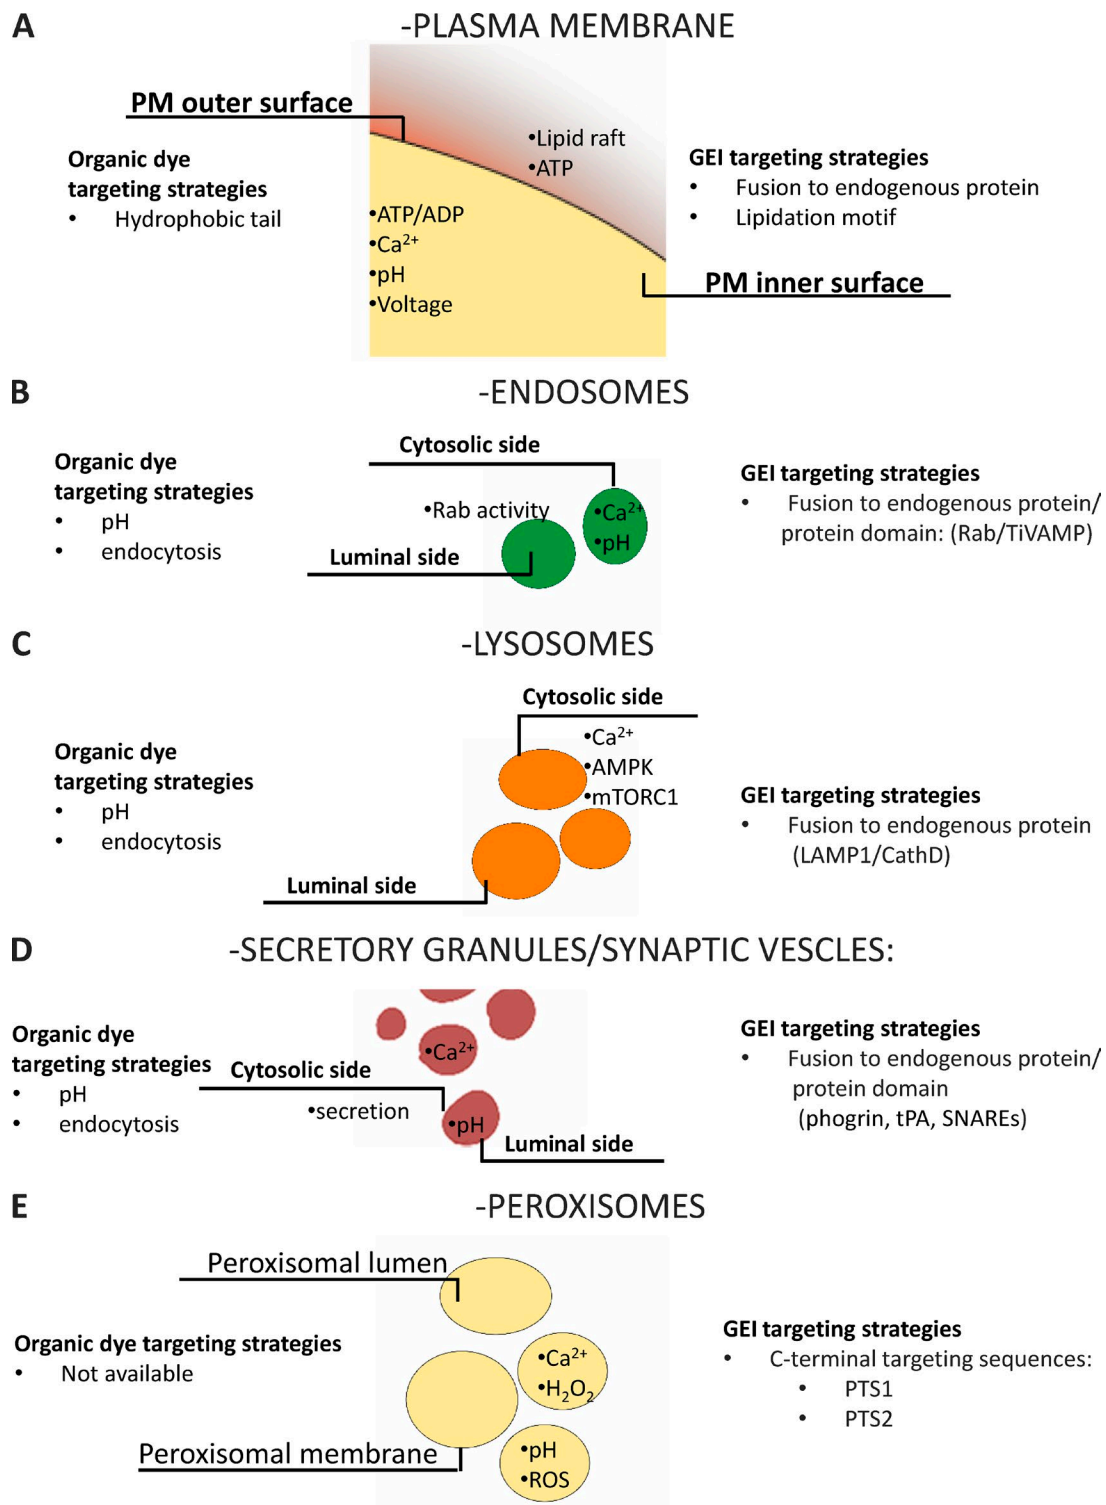 A
-PLASMA MEMBRANE
PM outer surface
Organic dye
targeting strategies
• Hydrophobic tail
•Lipid raft
•ATP
•ATP/ADP
•Ca²⁺
•pH
•Voltage
GEI targeting strategies
• Fusion to endogenous protein
• Lipidation motif
PM inner surface
B
-ENDOSOMES
Organic dye
targeting strategies
• pH
• endocytosis
Cytosolic side
•Rab activity
•Ca²⁺
•pH
Luminal side
GEI targeting strategies
• Fusion to endogenous protein/
protein domain: (Rab/TiVAMP)
C
-LYSOSOMES
Organic dye
targeting strategies
• pH
• endocytosis
Cytosolic side
•Ca²⁺
•AMPK
•mTORC1
Luminal side
GEI targeting strategies
• Fusion to endogenous protein
(LAMP1/CathD)
D
-SECRETORY GRANULES/SYNAPTIC VESCLES:
Organic dye
targeting strategies
• pH
• endocytosis
Cytosolic side
•secretion
•Ca²⁺
•pH
Luminal side
GEI targeting strategies
• Fusion to endogenous protein/
protein domain
(phogrin, tPA, SNAREs)
E
-PEROXISOMES
Peroxisomal lumen
Organic dye targeting strategies
• Not available
•Ca²⁺
•H₂O₂
•pH
•ROS
Peroxisomal membrane
GEI targeting strategies
• C-terminal targeting sequences:
• PTS1
• PTS2